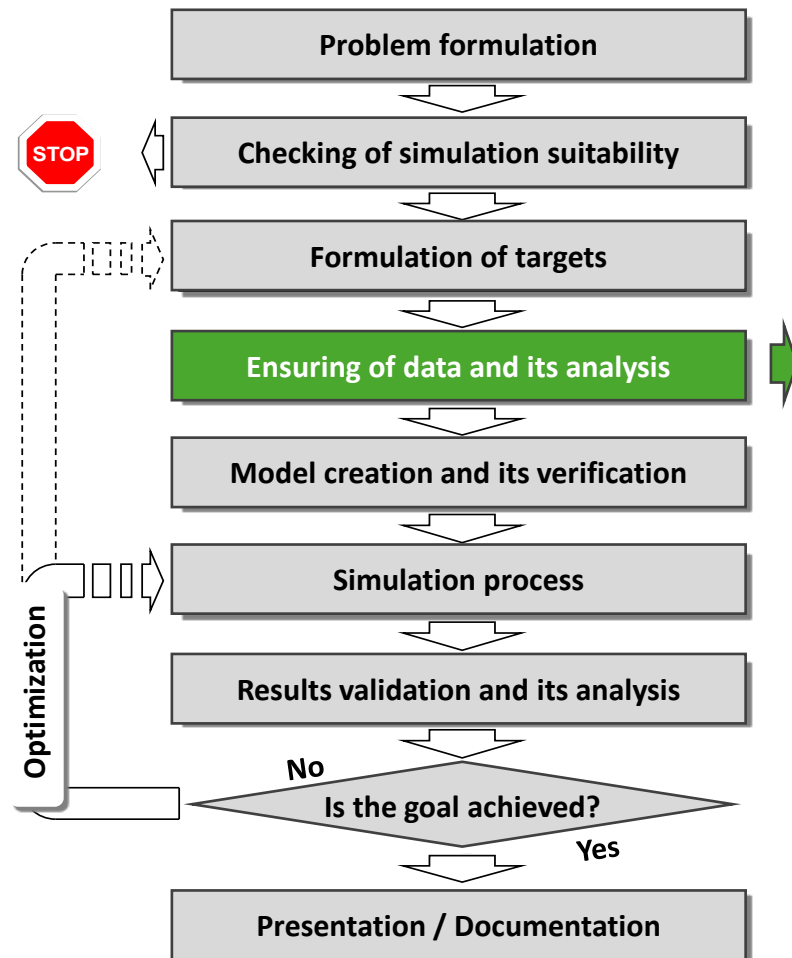 Problem formulation
STOP
Checking of simulation suitability
Formulation of targets
Ensuring of data and its analysis
Model creation and its verification
Simulation process
Optimization
Results validation and its analysis
No
Is the goal achieved?
Yes
Presentation / Documentation